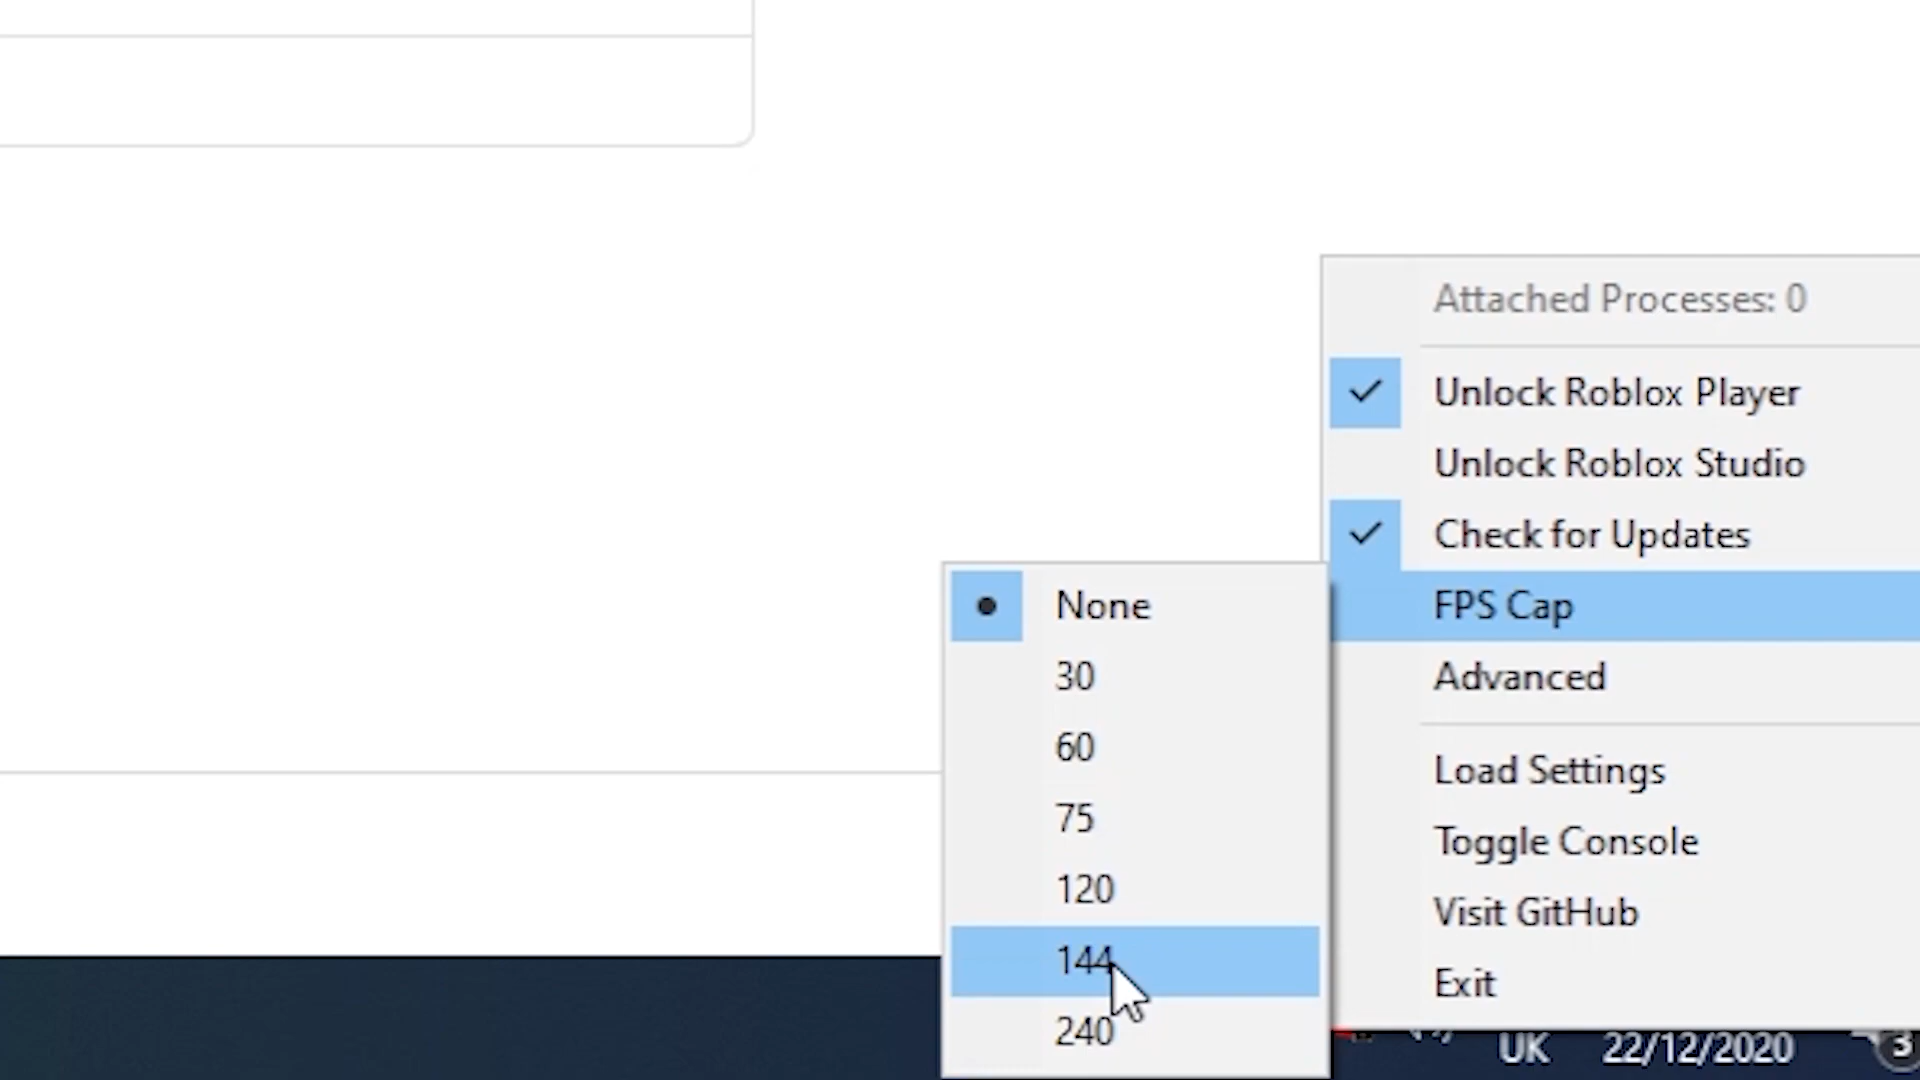 Attached Processes: 0
Unlock Roblox Player
Unlock Roblox Studio
Check for Updates
FPS Cap
Advanced
Load Settings
Toggle Console
Visit GitHub
Exit
None
30
60
75
120
144
240
UK
22/12/2020
3